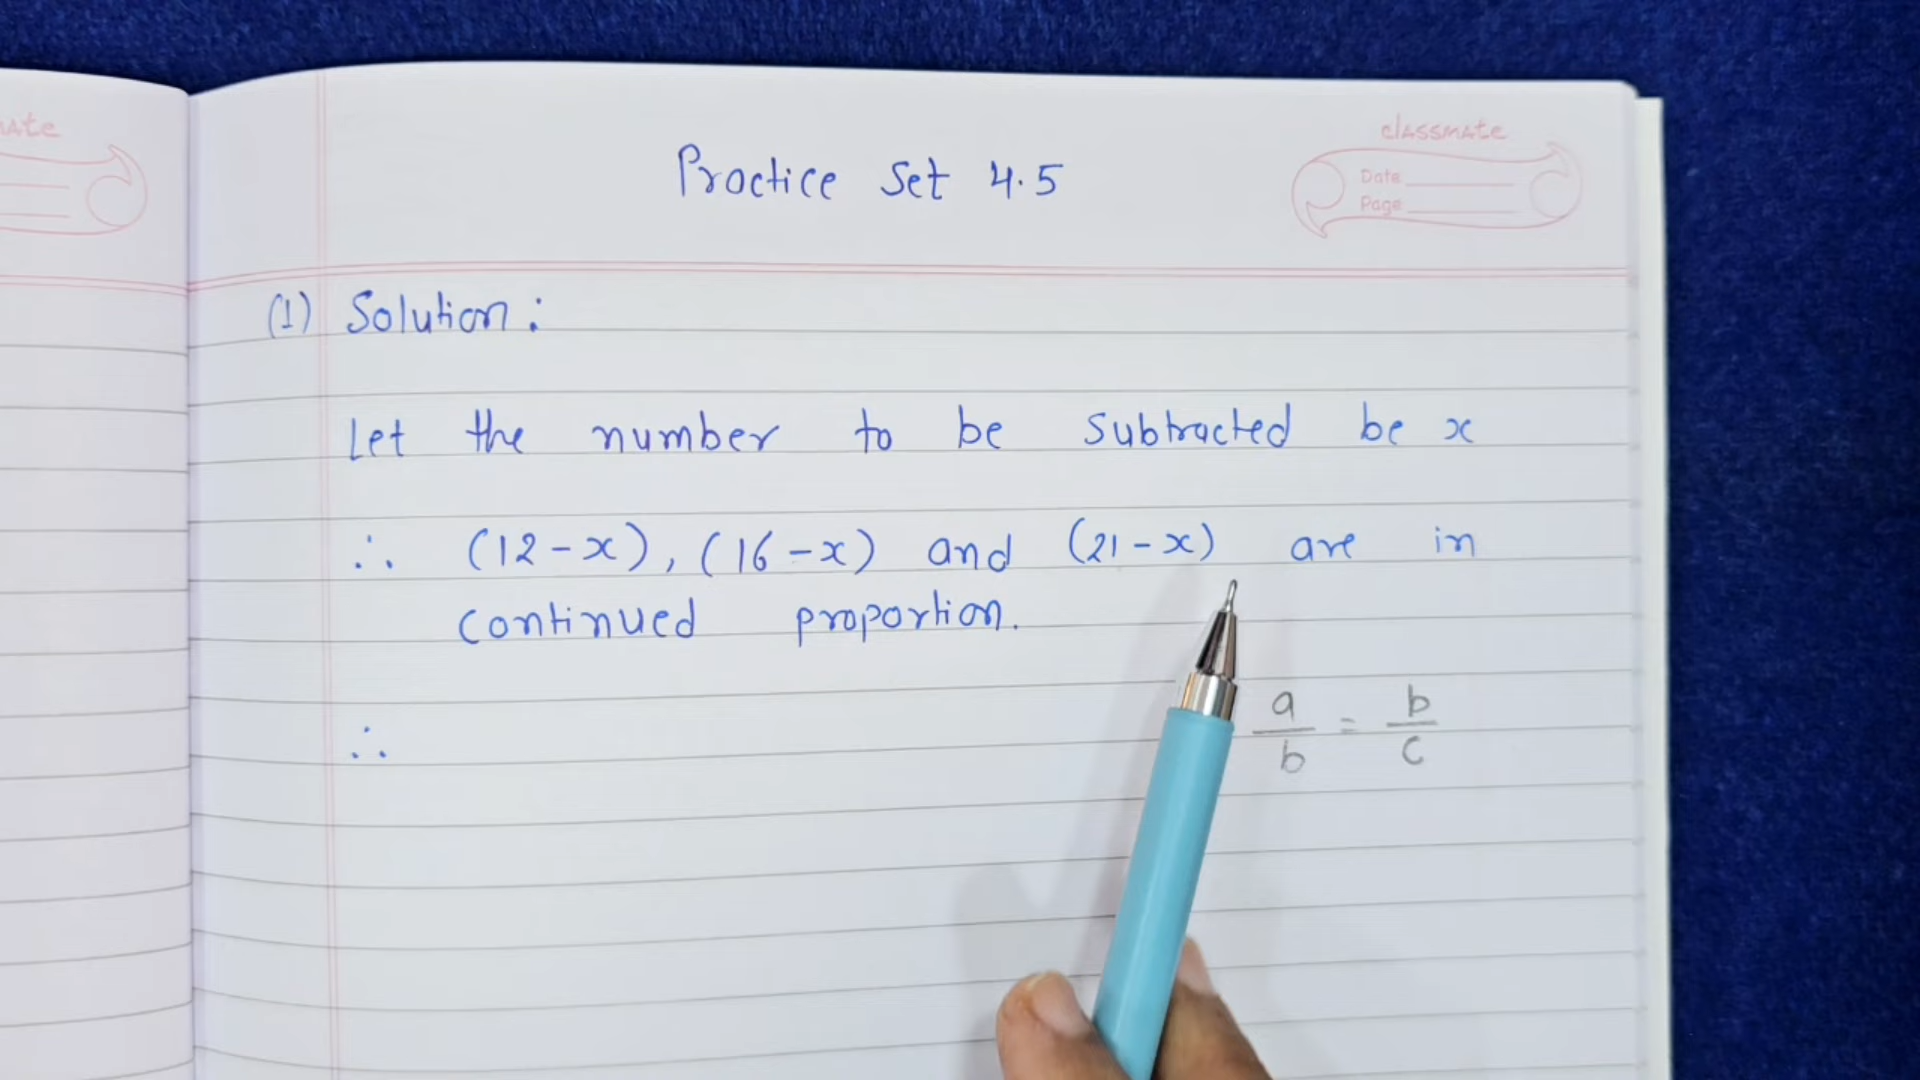 ᴍATE
classmate
Date
Page
Practice Set 4.5
(1) Solution:
Let the number to be subtracted be x
∴ (12-x), (16-x) and (21-x) are in
continued proportion.
a/b = b/c
∴